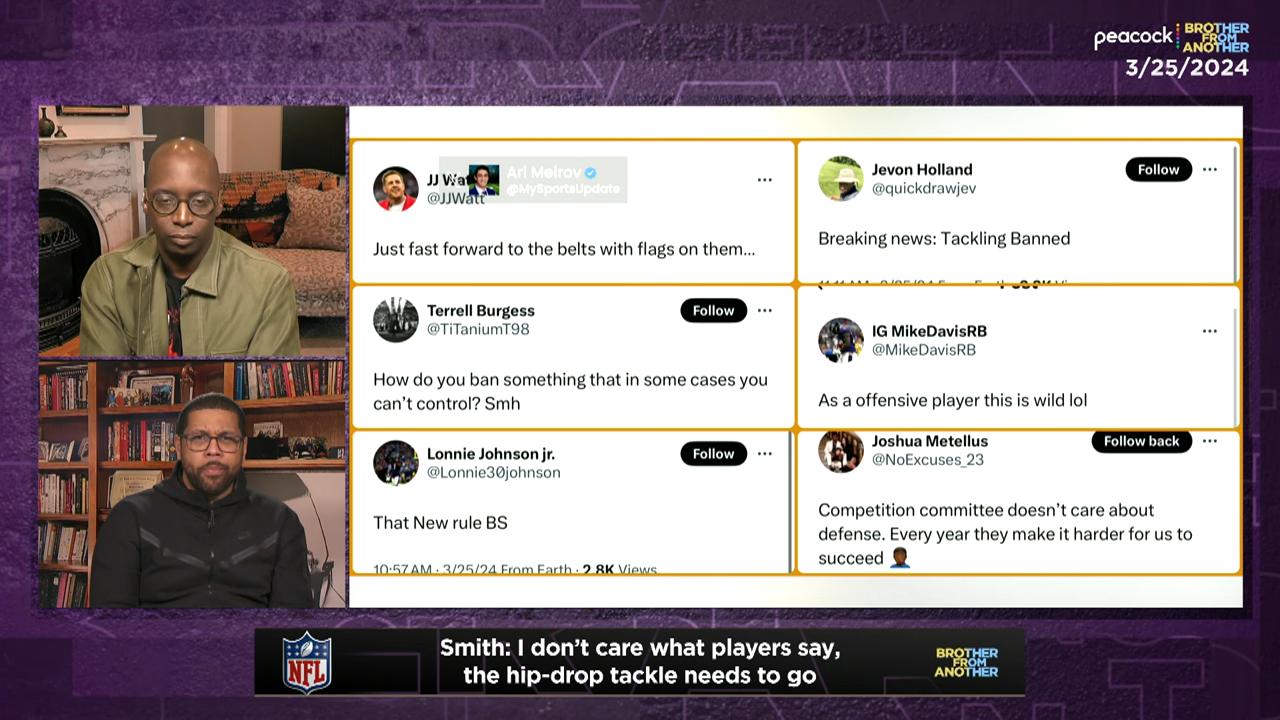 peacock
BROTHER
FROM
ANOTHER
3/25/2024
JJ
@JJWatt
Ari Meirov
@MySportsUpdate
Just fast forward to the belts with flags on them...
Jevon Holland
@quickdrawjev
Follow
Breaking news: Tackling Banned
Terrell Burgess
@TiTaniumT98
Follow
How do you ban something that in some cases you
can’t control? Smh
IG MikeDavisRB
@MikeDavisRB
As a offensive player this is wild lol
Lonnie Johnson jr.
@Lonnie30johnson
Follow
That New rule BS
10:57 AM · 3/25/24 From Earth · 2.8K Views
Joshua Metellus
@NoExcuses_23
Follow back
Competition committee doesn’t care about
defense. Every year they make it harder for us to
succeed
NFL
Smith: I don’t care what players say,
the hip-drop tackle needs to go
BROTHER
FROM
ANOTHER